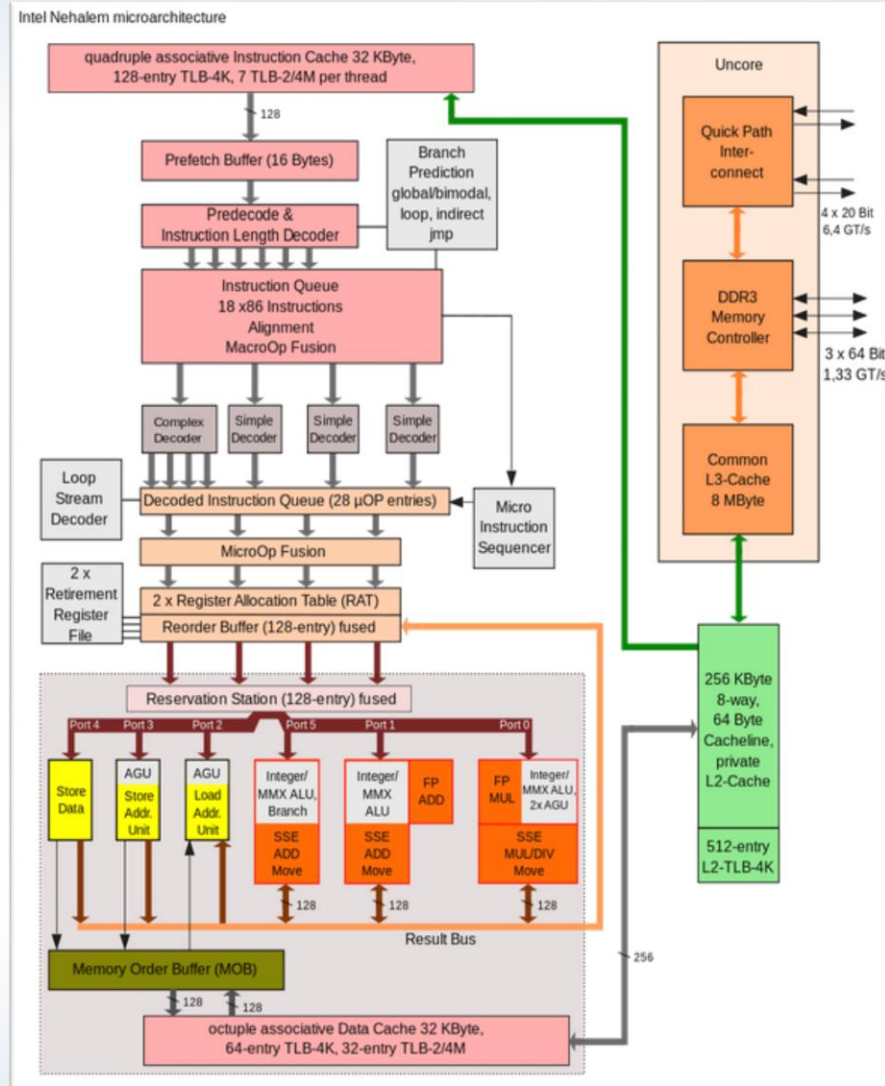 Intel Nehalem microarchitecture
quadruple associative Instruction Cache 32 KByte,
128-entry TLB-4K, 7 TLB-2/4M per thread
128
Prefetch Buffer (16 Bytes)
Predecode &
Instruction Length Decoder
Branch
Prediction
global/bimodal,
loop, indirect
jmp
Instruction Queue
18 x86 Instructions
Alignment
MacroOp Fusion
Complex
Decoder
Simple
Decoder
Simple
Decoder
Simple
Decoder
Loop
Stream
Decoder
Decoded Instruction Queue (28 µOP entries)
Micro
Instruction
Sequencer
MicroOp Fusion
2 x
Retirement
Register
File
2 x Register Allocation Table (RAT)
Reorder Buffer (128-entry) fused
Reservation Station (128-entry) fused
Port 4
Port 3
Port 2
Port 5
Port 1
Port 0
Store
Data
AGU
Store
Addr.
Unit
AGU
Load
Addr.
Unit
Integer/
MMX ALU,
Branch
SSE
ADD
Move
Integer/
MMX
ALU
FP
ADD
SSE
ADD
Move
FP
MUL
Integer/
MMX ALU,
2x AGU
SSE
MUL/DIV
Move
128
128
128
Result Bus
Memory Order Buffer (MOB)
128
128
octuple associative Data Cache 32 KByte,
64-entry TLB-4K, 32-entry TLB-2/4M
256
Uncore
Quick Path
Inter-
connect
4 x 20 Bit
6,4 GT/s
DDR3
Memory
Controller
3 x 64 Bit
1,33 GT/s
Common
L3-Cache
8 MByte
256 KByte
8-way,
64 Byte
Cacheline,
private
L2-Cache
512-entry
L2-TLB-4K